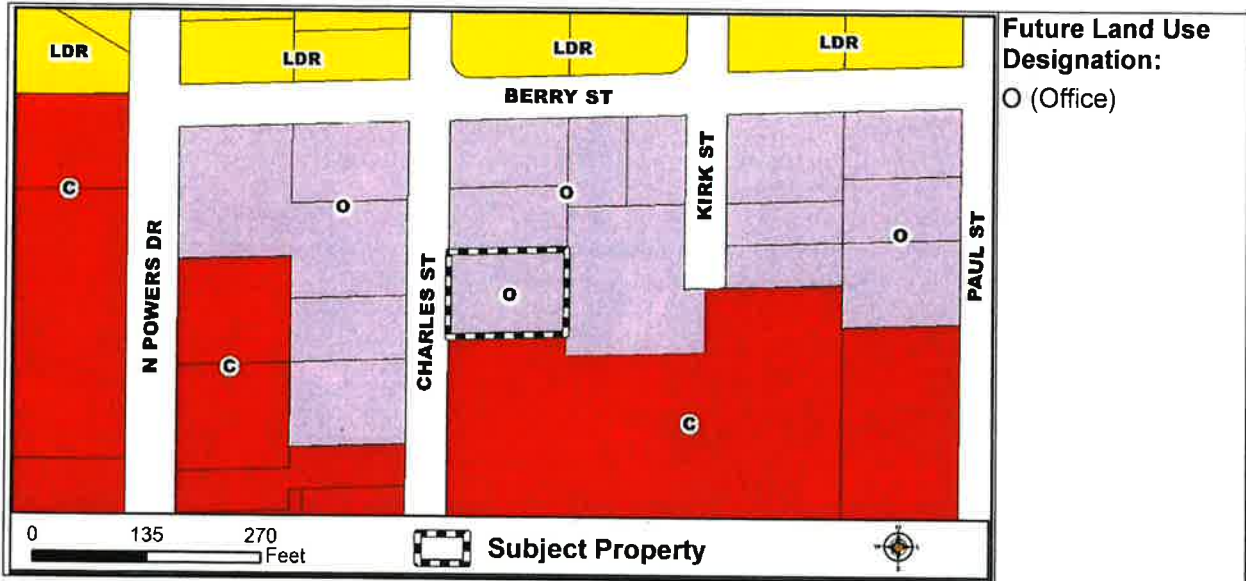 Future Land Use
Designation:
O (Office)
LDR
LDR
LDR
LDR
BERRY ST
C
O
O
O
O
C
C
N POWERS DR
CHARLES ST
KIRK ST
PAUL ST
0 135 270
Feet
Subject Property